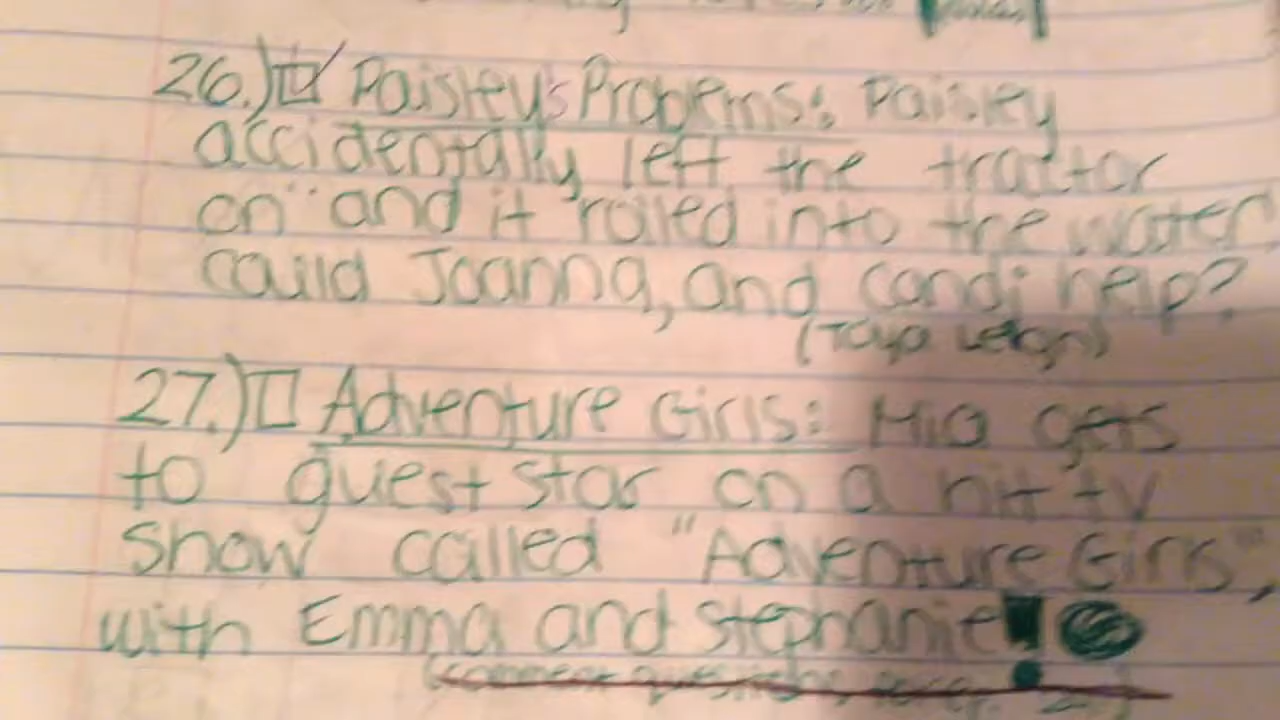 26.) Paisley's Problems: Paisley
accidentally left the tractor
on and it rolled into the water,
could Joanna, and Candi help?
27.) Adventure Girls: Mia gets
to guest star on a hit tv
show called "Adventure Girls",
with Emma and Stephanie!